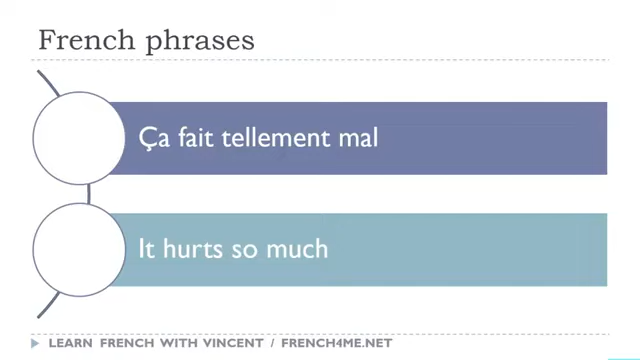 French phrases
Ça fait tellement mal
It hurts so much
LEARN FRENCH WITH VINCENT / FRENCH4ME.NET